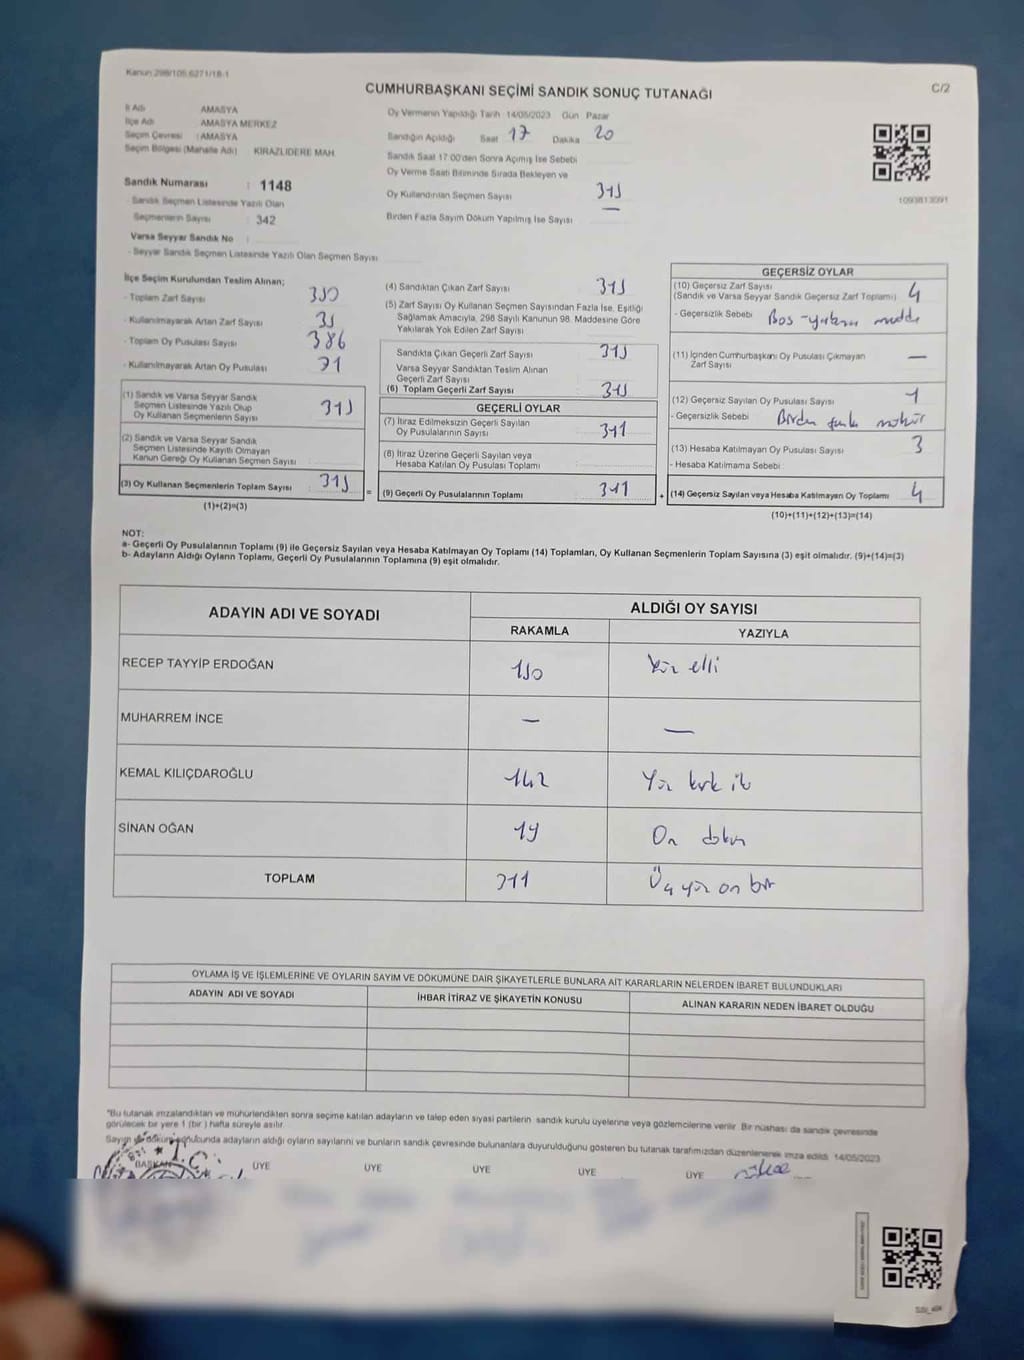 Kanun 298/105.6271/18-1
C/2
CUMHURBAŞKANI SEÇİMİ SANDIK SONUÇ TUTANAĞI
İl Adı AMASYA
İlçe Adı AMASYA MERKEZ
Seçim Çevresi : AMASYA
Seçim Bölgesi (Mahalle Adı) : KİRAZLIDERE MAH.
Sandık Numarası : 1148
- Sandık Seçmen Listesinde Yazılı Olan
Seçmenlerin Sayısı : 342
Varsa Seyyar Sandık No :
- Seyyar Sandık Seçmen Listesinde Yazılı Olan Seçmen Sayısı
Oy Vermenin Yapıldığı Tarih 14/05/2023 Gün Pazar
Sandığın Açıldığı Saat 17 Dakika 20
Sandık Saat 17:00'den Sonra Açılmış İse Sebebi
Oy Verme Saati Bitiminde Sırada Bekleyen ve
Oy Kullandırılan Seçmen Sayısı 315
Birden Fazla Sayım Döküm Yapılmış İse Sayısı —
1093813591
İlçe Seçim Kurulundan Teslim Alınan;
- Toplam Zarf Sayısı 350
- Kullanılmayarak Artan Zarf Sayısı 35
- Toplam Oy Pusulası Sayısı 386
- Kullanılmayarak Artan Oy Pusulası 71
(1) Sandık ve Varsa Seyyar Sandık
Seçmen Listesinde Yazılı Olup
Oy Kullanan Seçmenlerin Sayısı 315
(2) Sandık ve Varsa Seyyar Sandık
Seçmen Listesinde Kayıtlı Olmayan
Kanun Gereği Oy Kullanan Seçmen Sayısı :
(3) Oy Kullanan Seçmenlerin Toplam Sayısı : 315
(1)+(2)=(3)
=
(4) Sandıktan Çıkan Zarf Sayısı 315
(5) Zarf Sayısı Oy Kullanan Seçmen Sayısından Fazla İse, Eşitliği
Sağlamak Amacıyla, 298 Sayılı Kanunun 98. Maddesine Göre
Yakılarak Yok Edilen Zarf Sayısı
Sandıkta Çıkan Geçerli Zarf Sayısı 315
Varsa Seyyar Sandıktan Teslim Alınan
Geçerli Zarf Sayısı
(6) Toplam Geçerli Zarf Sayısı 315
GEÇERLİ OYLAR
(7) İtiraz Edilmeksizin Geçerli Sayılan
Oy Pusulalarının Sayısı 311
(8) İtiraz Üzerine Geçerli Sayılan veya
Hesaba Katılan Oy Pusulası Toplamı
(9) Geçerli Oy Pusulalarının Toplamı 311
+
GEÇERSİZ OYLAR
(10) Geçersiz Zarf Sayısı
(Sandık ve Varsa Seyyar Sandık Geçersiz Zarf Toplamı) 4
- Geçersizlik Sebebi : Boş -
(11) İçinden Cumhurbaşkanı Oy Pusulası Çıkmayan
Zarf Sayısı —
(12) Geçersiz Sayılan Oy Pusulası Sayısı 1
- Geçersizlik Sebebi : Birden fazla mühür
(13) Hesaba Katılmayan Oy Pusulası Sayısı 3
- Hesaba Katılmama Sebebi :
(14) Geçersiz Sayılan veya Hesaba Katılmayan Oy Toplamı 4
(10)+(11)+(12)+(13)=(14)
NOT:
a- Geçerli Oy Pusulalarının Toplamı (9) ile Geçersiz Sayılan veya Hesaba Katılmayan Oy Toplamı (14) Toplamları, Oy Kullanan Seçmenlerin Toplam Sayısına (3) eşit olmalıdır. (9)+(14)=(3)
b- Adayların Aldığı Oyların Toplamı, Geçerli Oy Pusulalarının Toplamına (9) eşit olmalıdır.
ADAYIN ADI VE SOYADI ALDIĞI OY SAYISI
RAKAMLA YAZIYLA
RECEP TAYYİP ERDOĞAN 150 Yüz elli
MUHARREM İNCE — —
KEMAL KILIÇDAROĞLU 142 Yüz kırk iki
SİNAN OĞAN 19 On dokuz
TOPLAM 311 Üç yüz on bir
OYLAMA İŞ VE İŞLEMLERİNE VE OYLARIN SAYIM VE DÖKÜMÜNE DAİR ŞİKAYETLERLE BUNLARA AİT KARARLARIN NELERDEN İBARET BULUNDUKLARI
ADAYIN ADI VE SOYADI İHBAR İTİRAZ VE ŞİKAYETİN KONUSU ALINAN KARARIN NEDEN İBARET OLDUĞU
"Bu tutanak imzalandıktan ve mühürlendikten sonra seçime katılan adayların ve talep eden siyasi partilerin sandık kurulu üyelerine veya gözlemcilerine verilir. Bir nüshası da sandık çevresinde
görülecek bir yere 1 (bir ) hafta süreyle asılır.
Sayım ve döküm sonucunda adayların aldığı oyların sayılarını ve bunların sandık çevresinde bulunanlara duyurulduğunu gösteren bu tutanak tarafımızdan düzenlenerek imza edildi. 14/05/2023
BAŞKAN ÜYE ÜYE ÜYE ÜYE ÜYE
T.C.